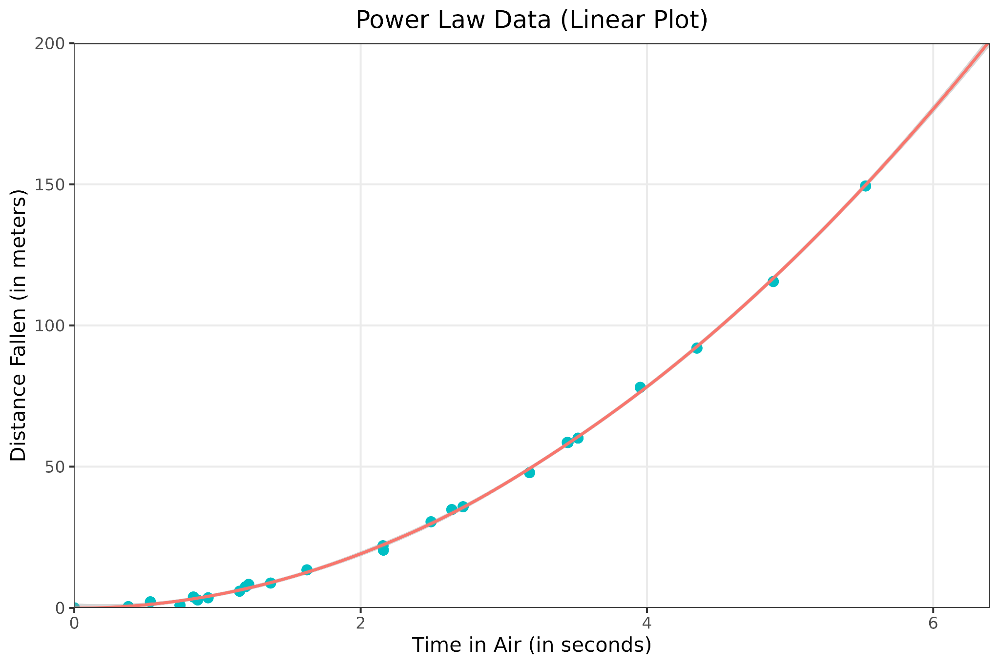 Power Law Data (Linear Plot)
200
150
100
50
0
0 2 4 6
Time in Air (in seconds)
Distance Fallen (in meters)